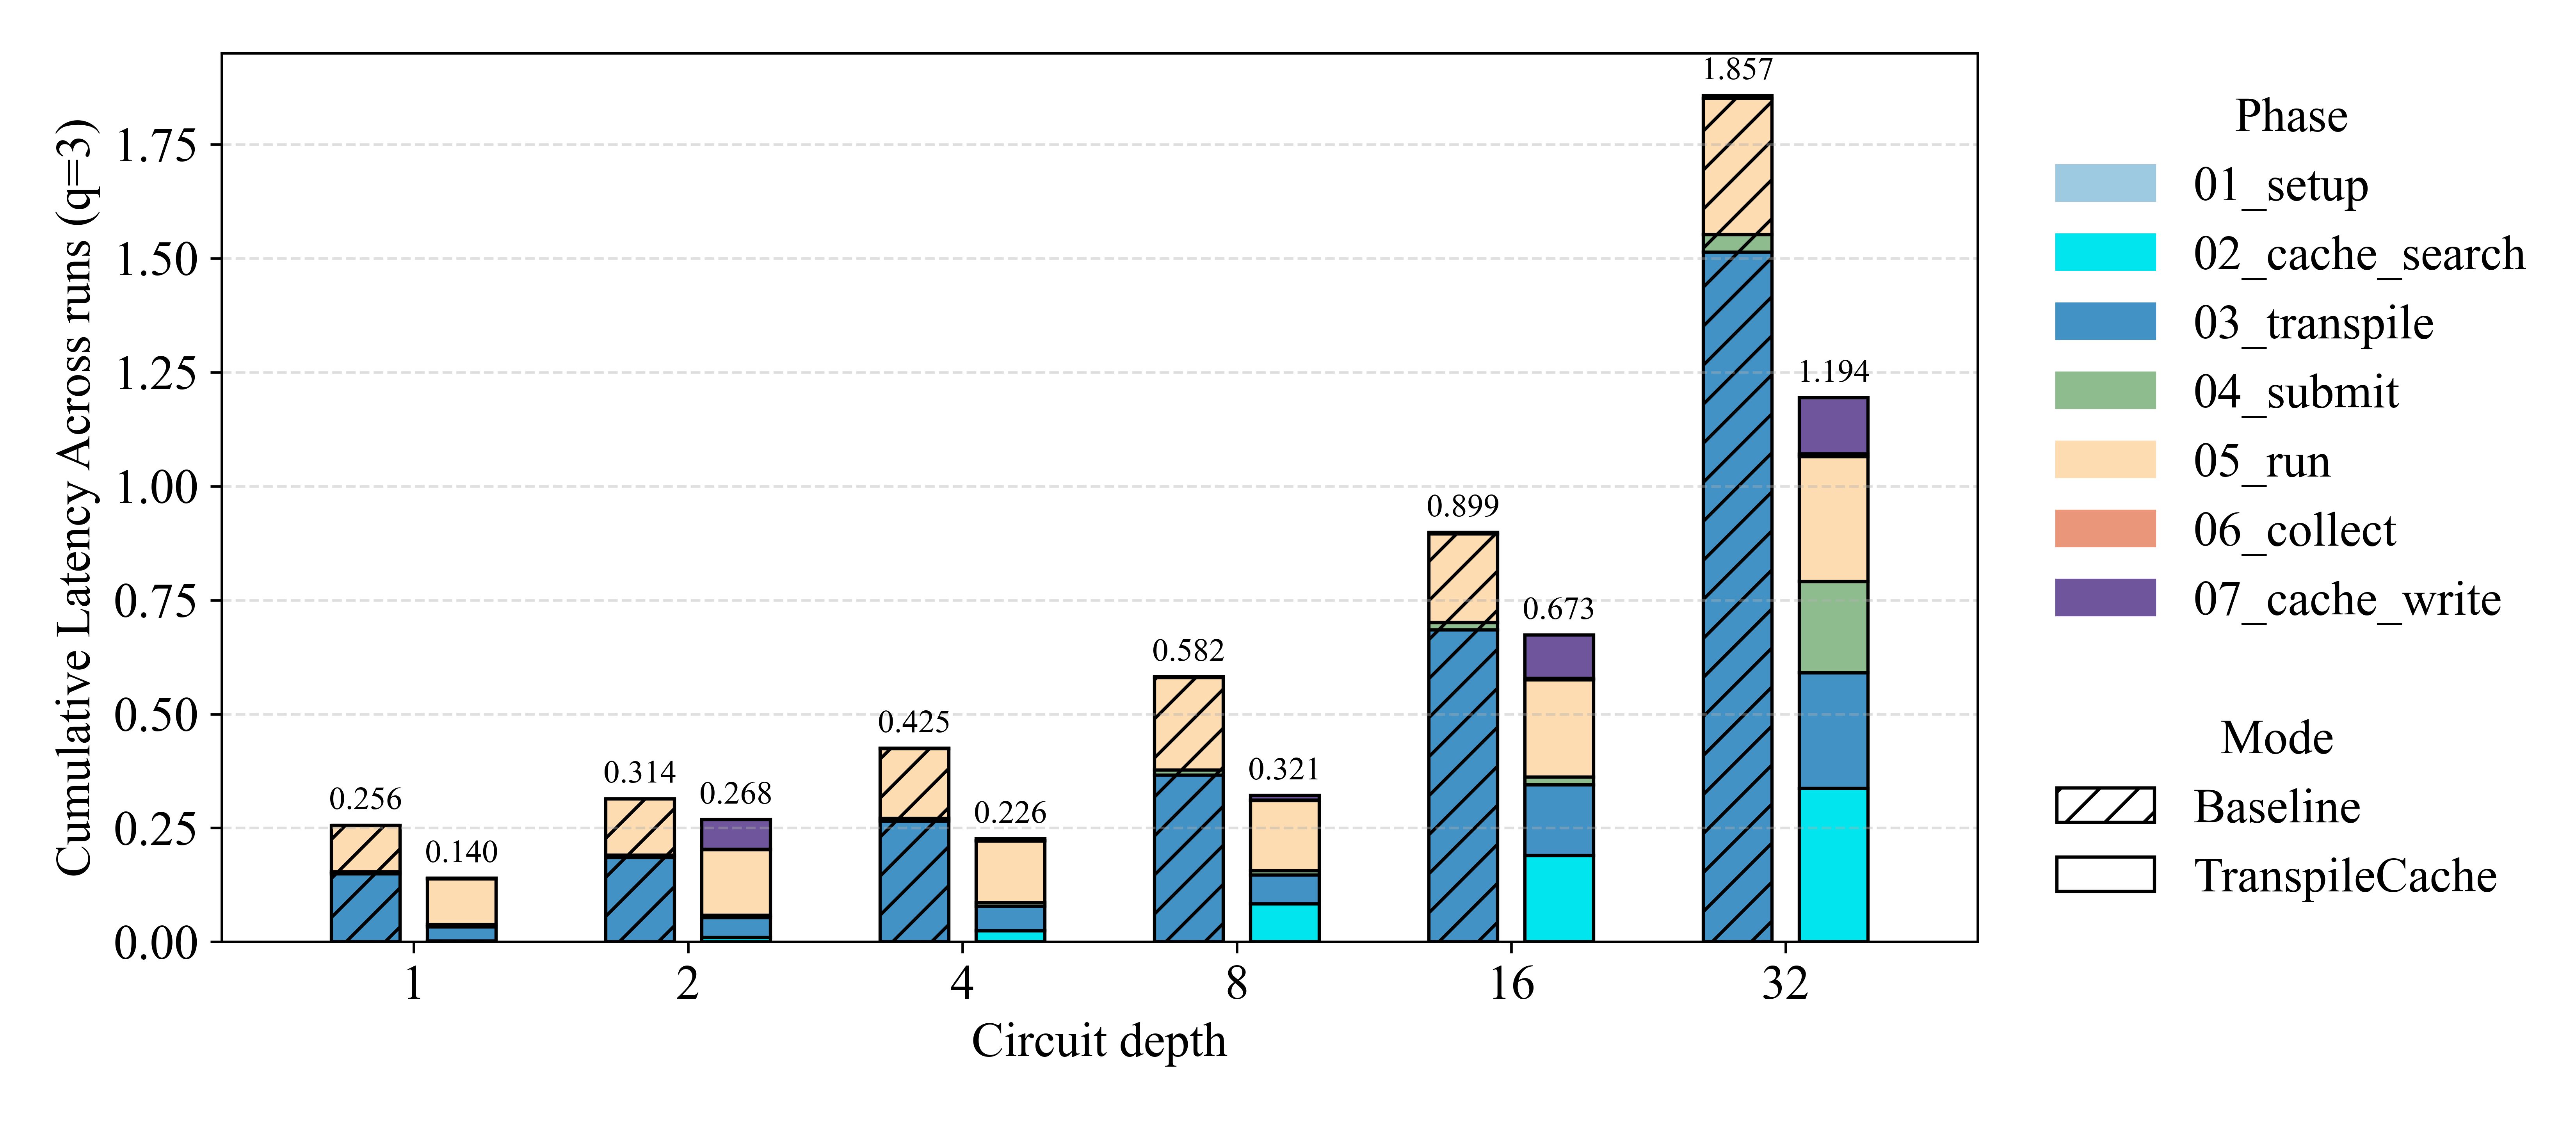 Cumulative Latency Across runs (q=3)
1.75
1.50
1.25
1.00
0.75
0.50
0.25
0.00
0.256
0.140
0.314
0.268
0.425
0.226
0.582
0.321
0.899
0.673
1.857
1.194
1 2 4 8 16 32
Circuit depth
Phase
01_setup
02_cache_search
03_transpile
04_submit
05_run
06_collect
07_cache_write
Mode
Baseline
TranspileCache